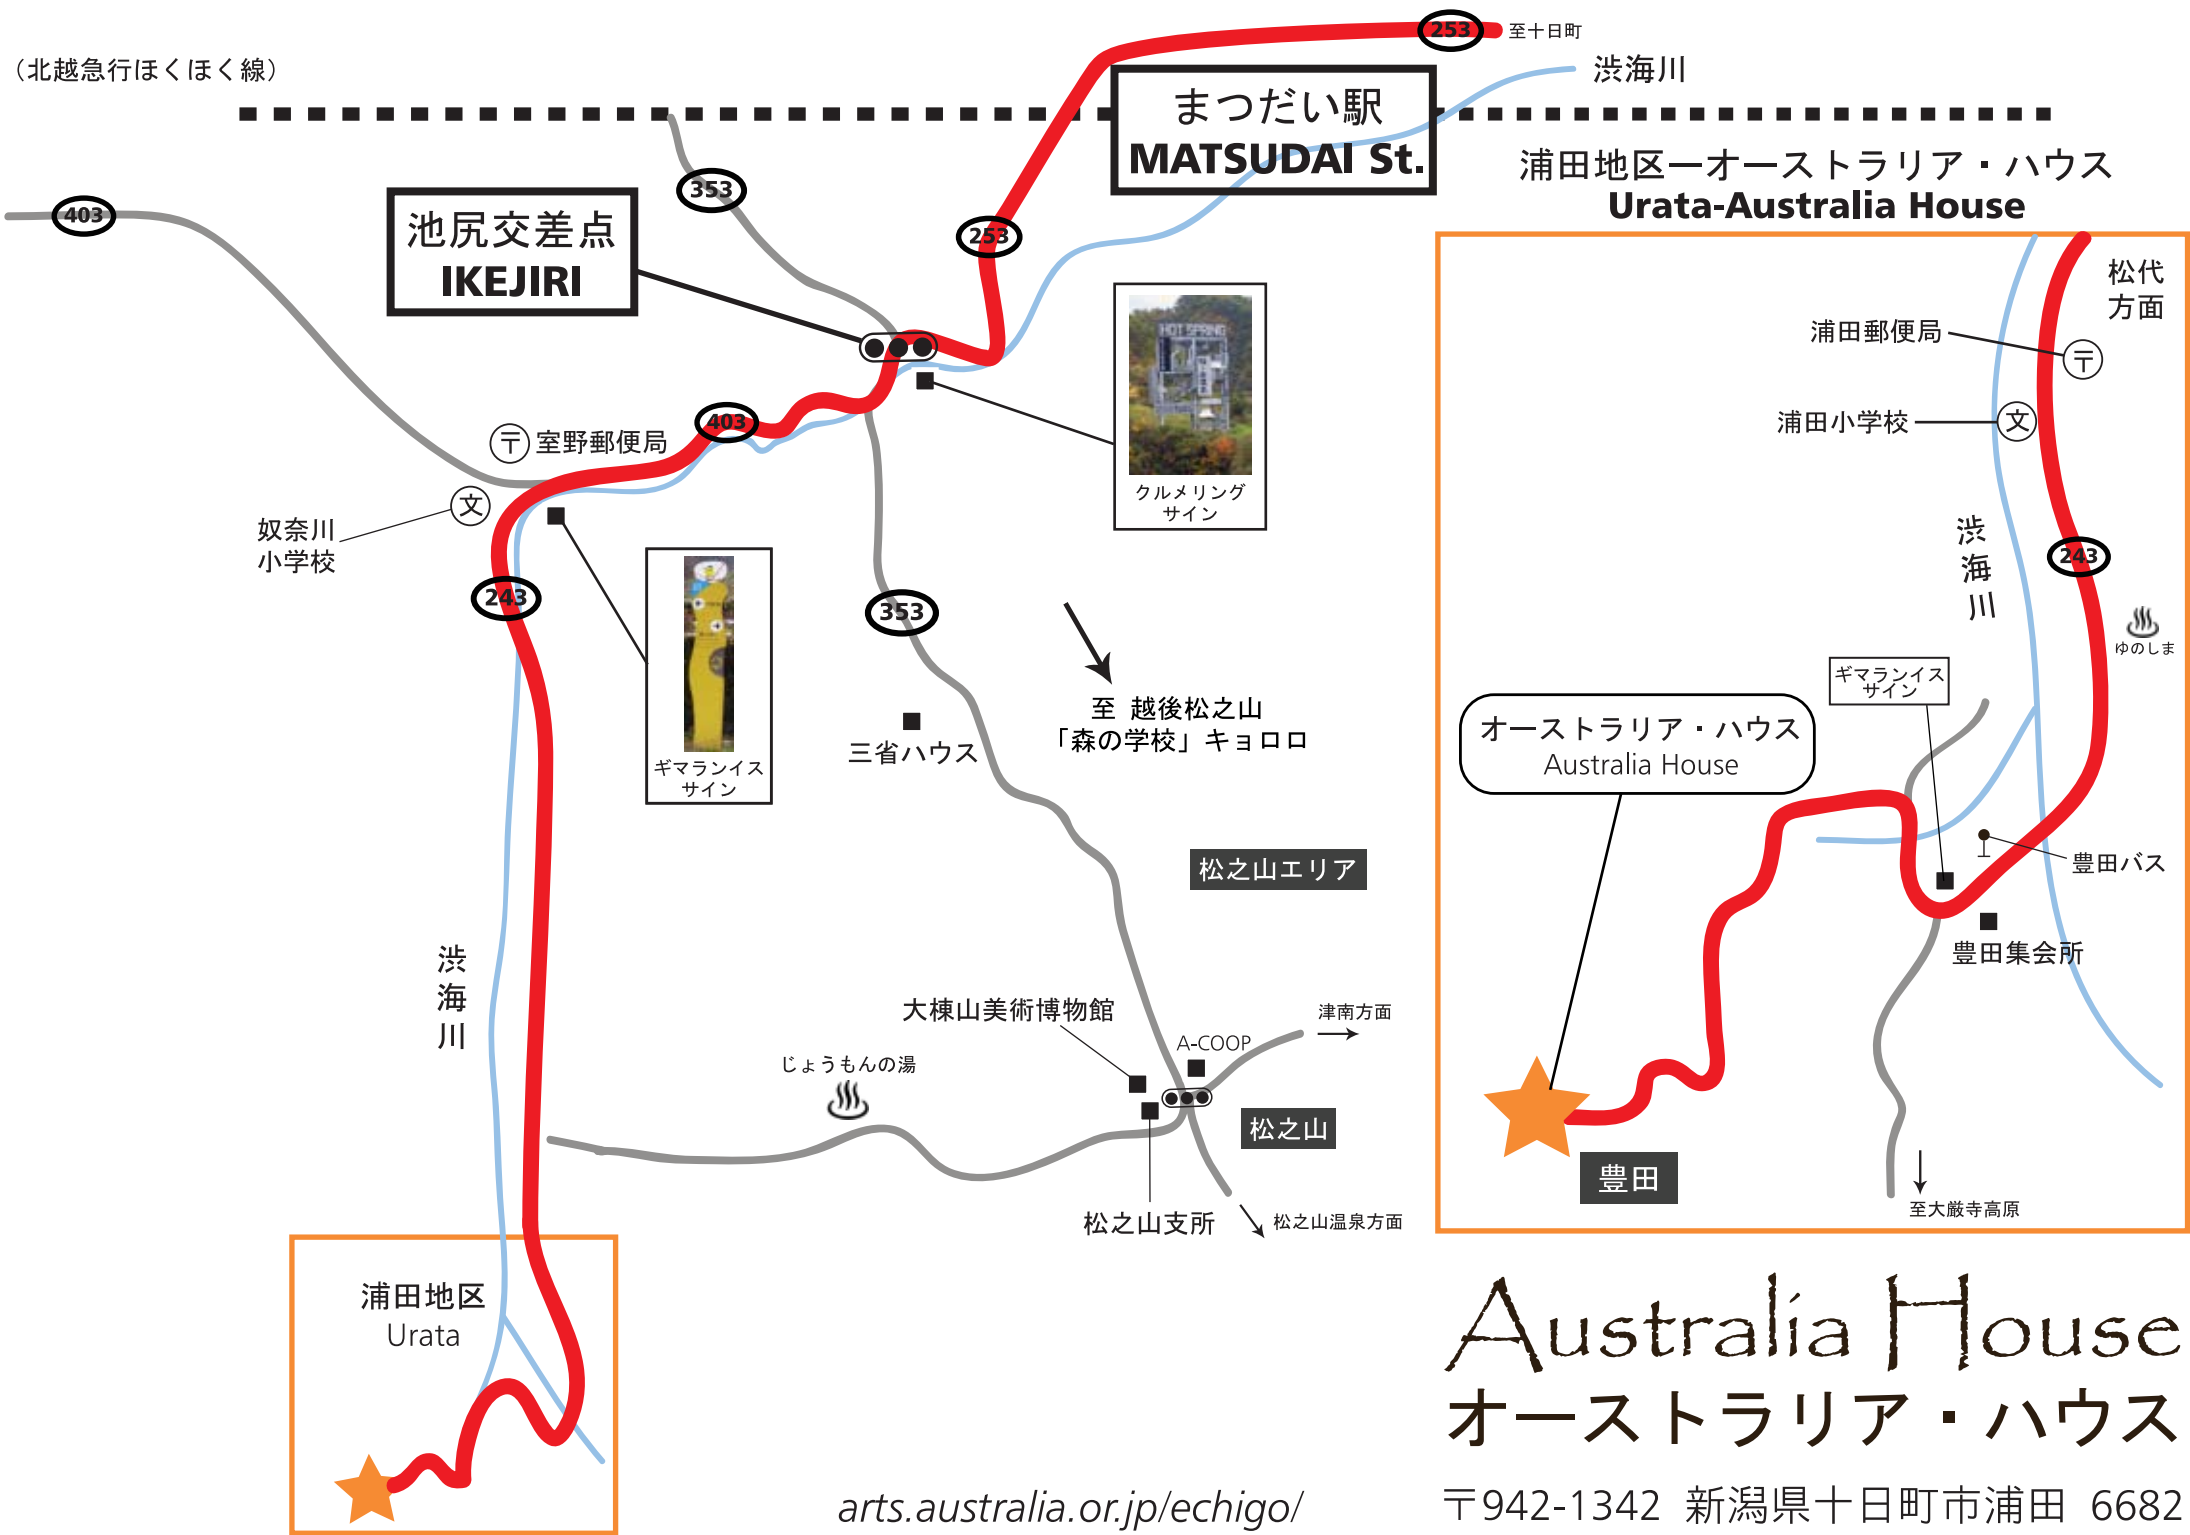 （北越急行ほくほく線）
253
至十日町
渋海川
まつだい駅
MATSUDAI St.
403
353
池尻交差点
IKEJIRI
253
HOT SPRING
クルメリング
サイン
403
〒 室野郵便局
文
奴奈川
小学校
243
ギマランイス
サイン
353
三省ハウス
至 越後松之山
「森の学校」キョロロ
松之山エリア
渋海川
大棟山美術博物館
A-COOP
津南方面
じょうもんの湯
松之山
松之山支所
松之山温泉方面
浦田地区
Urata
浦田地区ーオーストラリア・ハウス
Urata-Australia House
松代
方面
浦田郵便局
〒
浦田小学校
文
渋海川
243
ゆのしま
ギマランイス
サイン
オーストラリア・ハウス
Australia House
豊田バス
豊田集会所
豊田
至大厳寺高原
Australia House
オーストラリア・ハウス
arts.australia.or.jp/echigo/
〒942-1342 新潟県十日町市浦田 6682